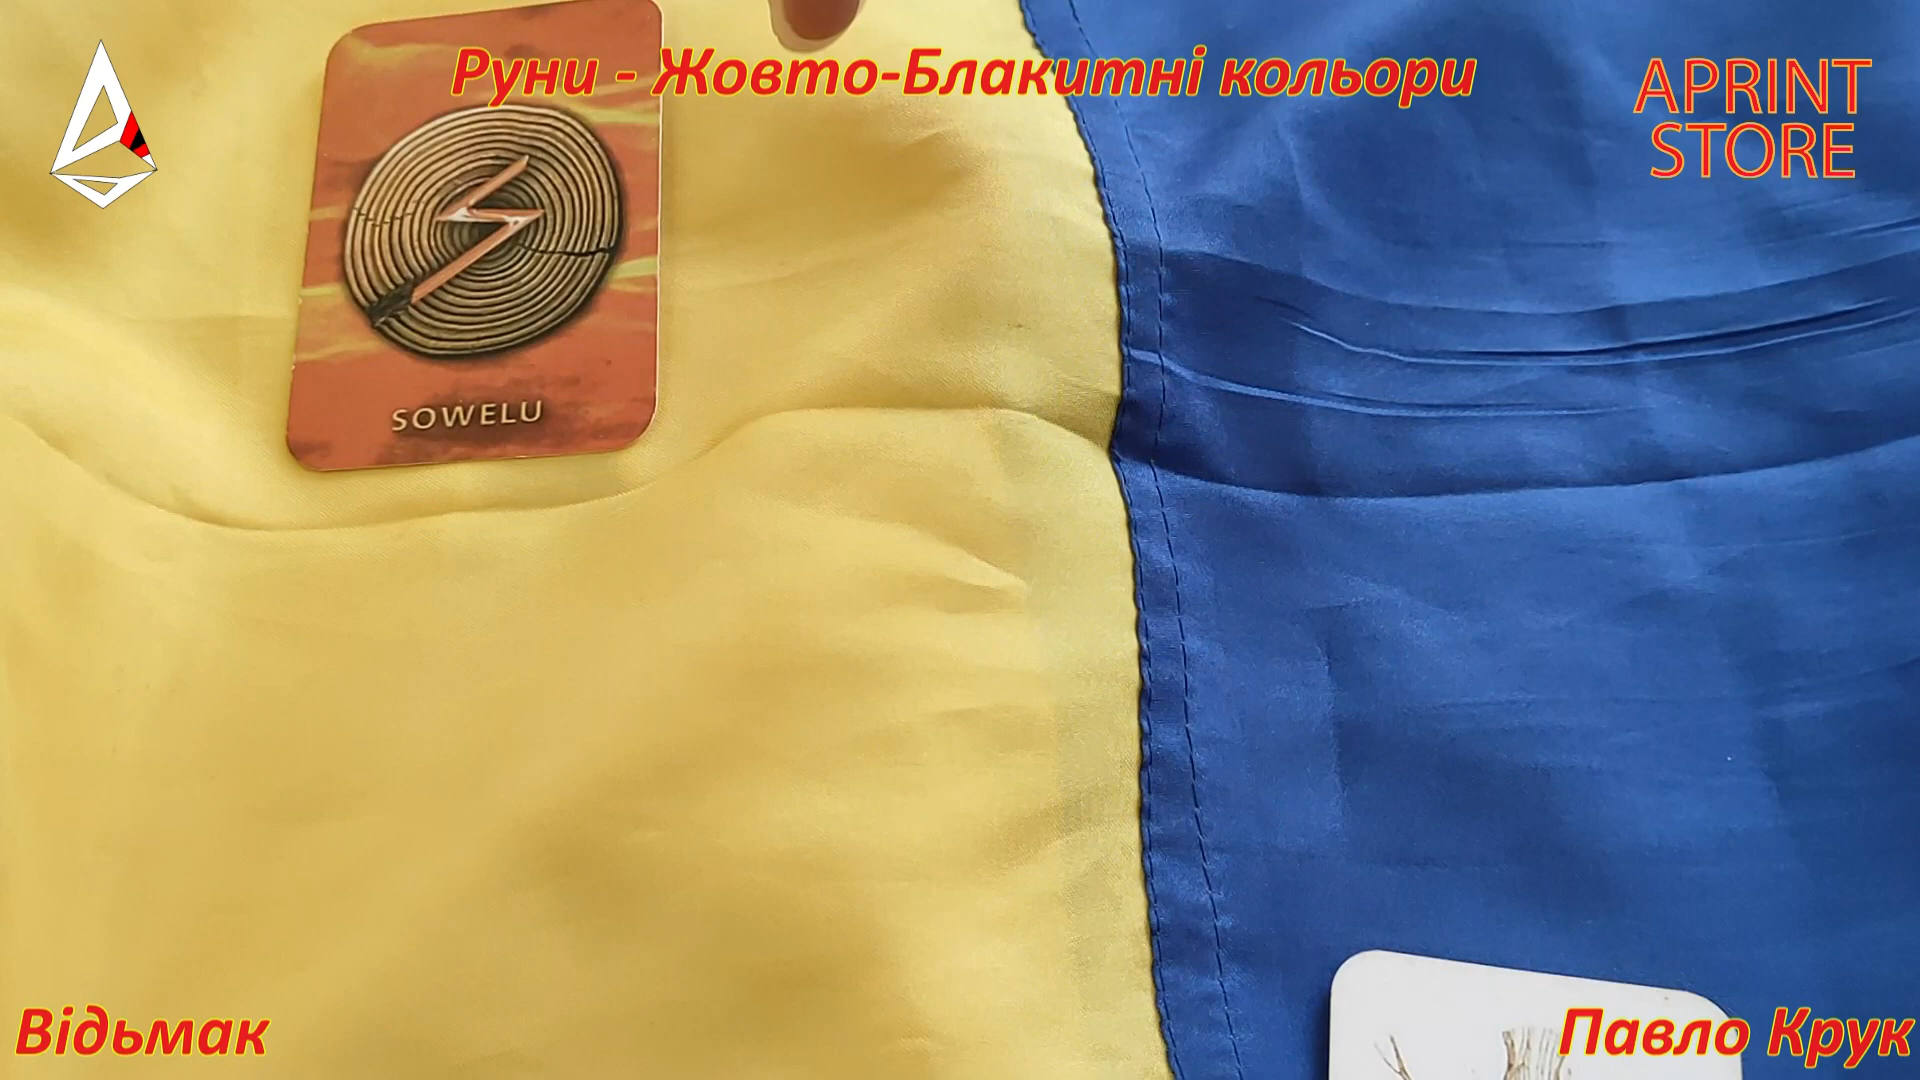 Руни - Жовто-Блакитні кольори
APRINT
STORE
SOWELU
Відьмак
Павло Крук